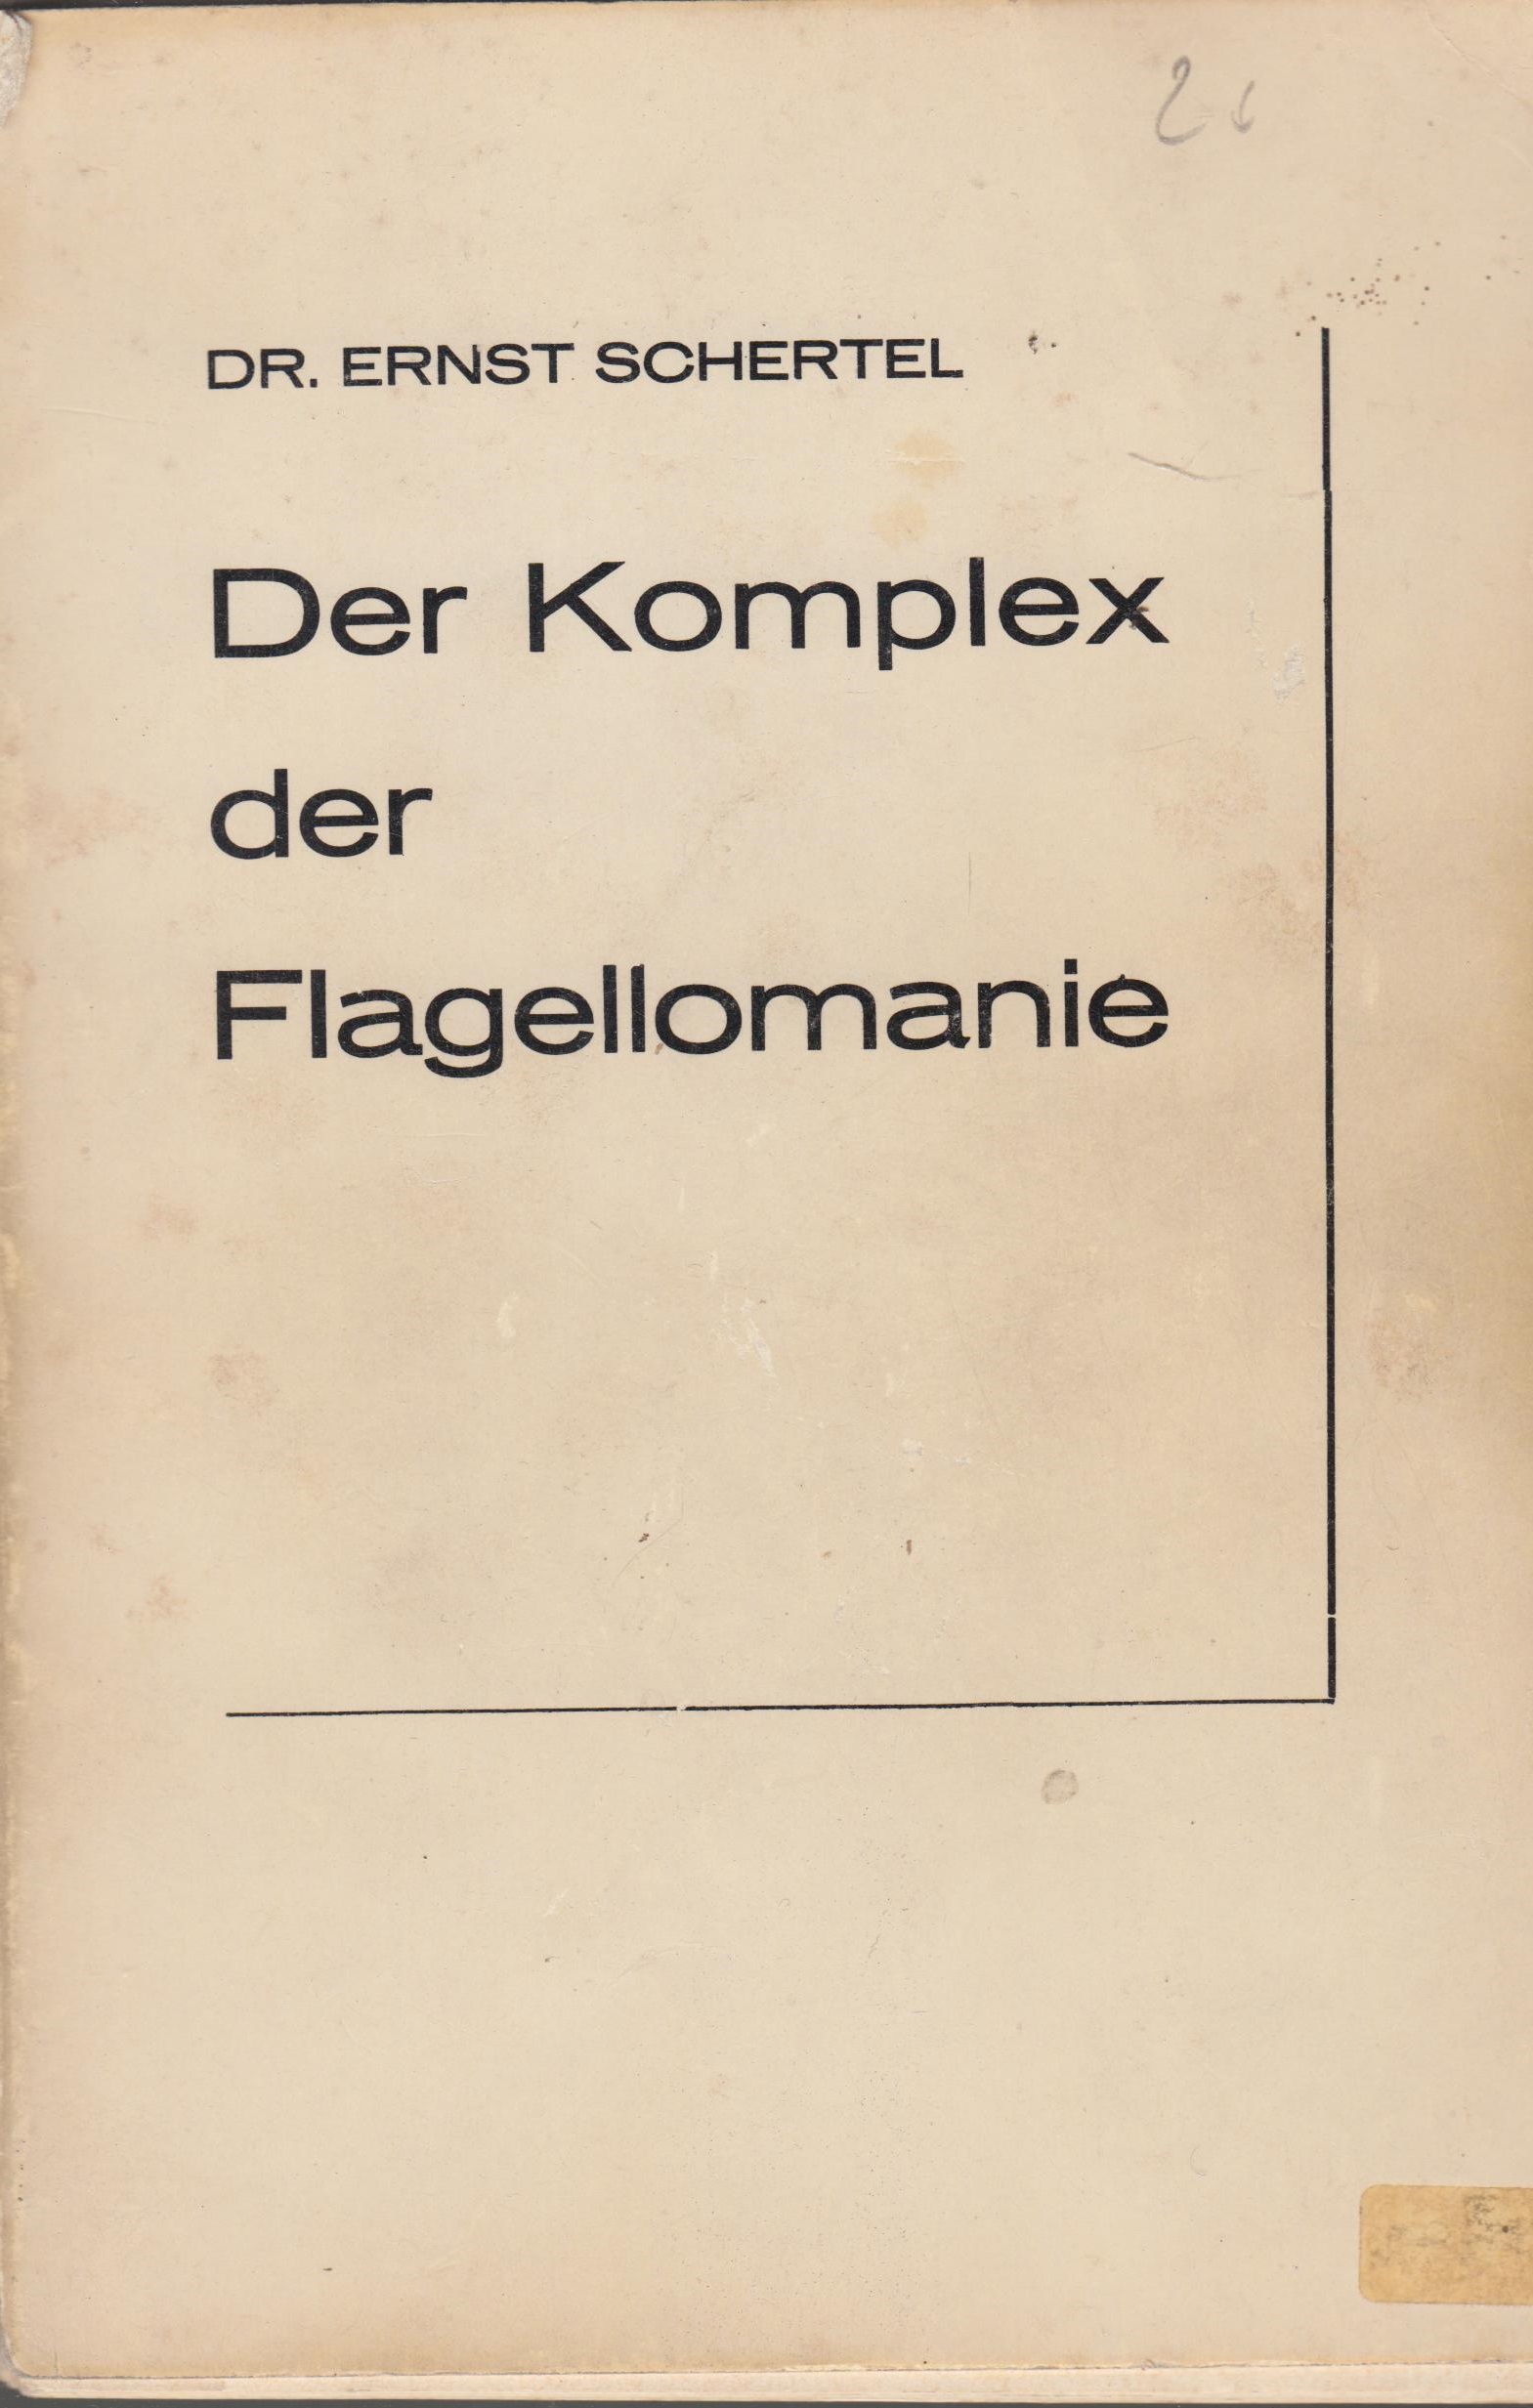 DR. ERNST SCHERTEL
Der Komplex
der
Flagellomanie